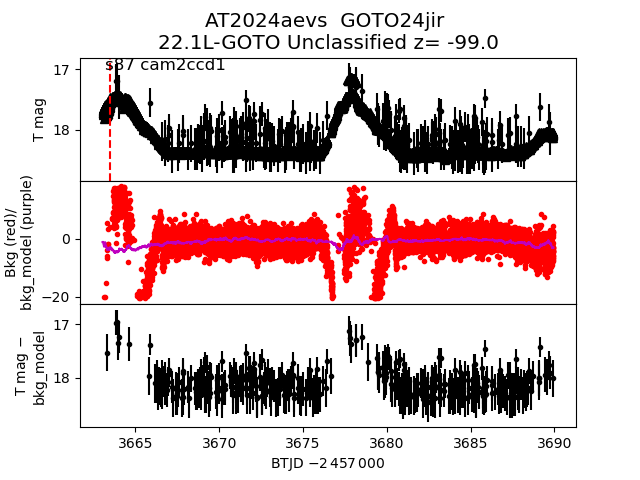 AT2024aevs  GOTO24jir
22.1L-GOTO Unclassified z= -99.0
s87 cam2ccd1
17
18
T mag
0
−20
Bkg (red)/
bkg_model (purple)
17
18
T mag −
bkg_model
3665 3670 3675 3680 3685 3690
BTJD −2 457 000